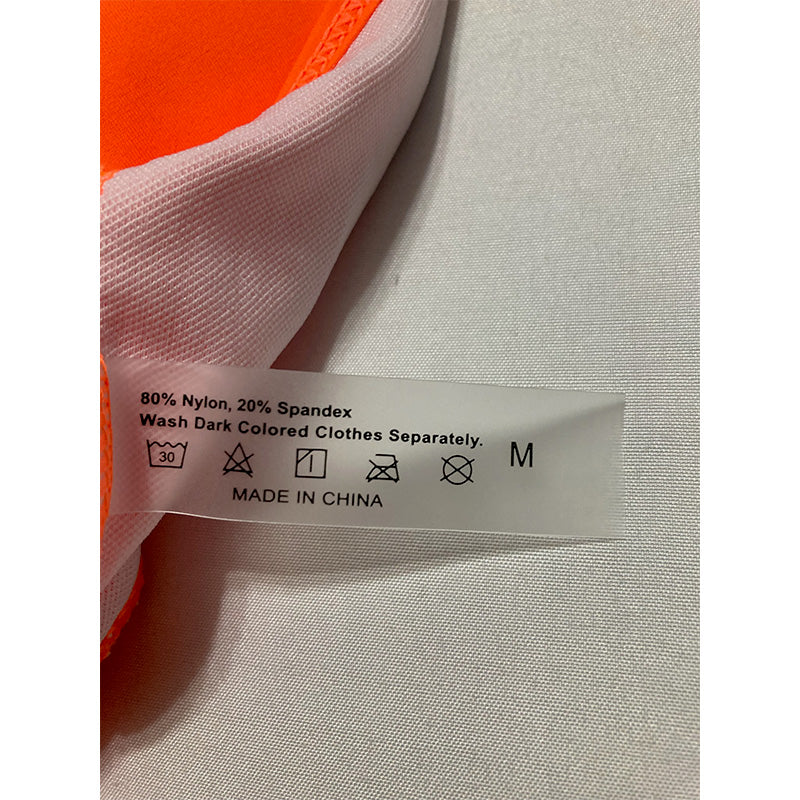 80% Nylon, 20% Spandex
Wash Dark Colored Clothes Separately.
30
M
MADE IN CHINA